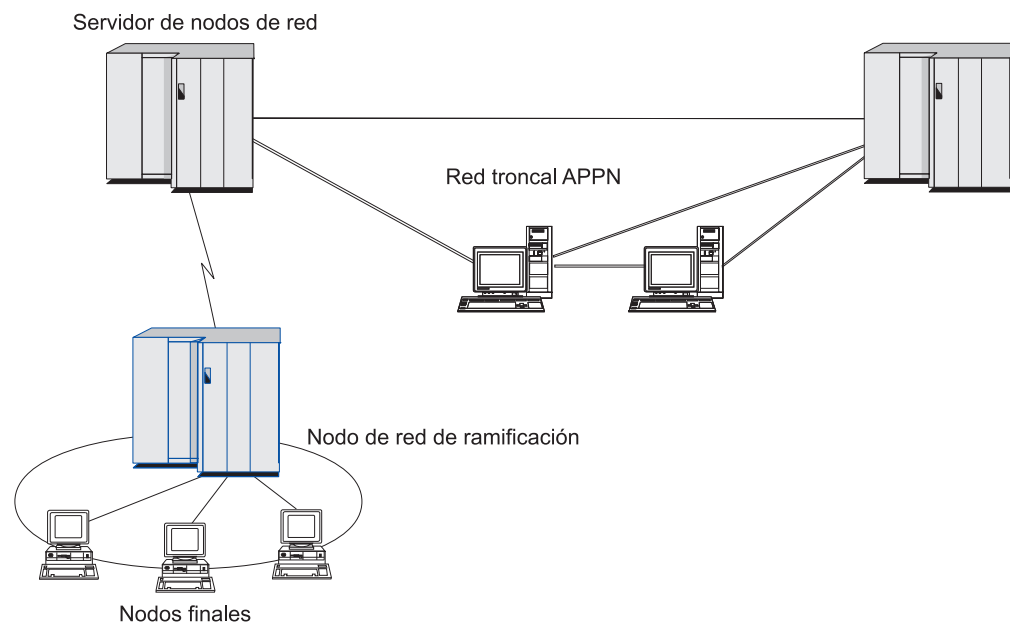 Servidor de nodos de red
Red troncal APPN
Nodo de red de ramificación
Nodos finales